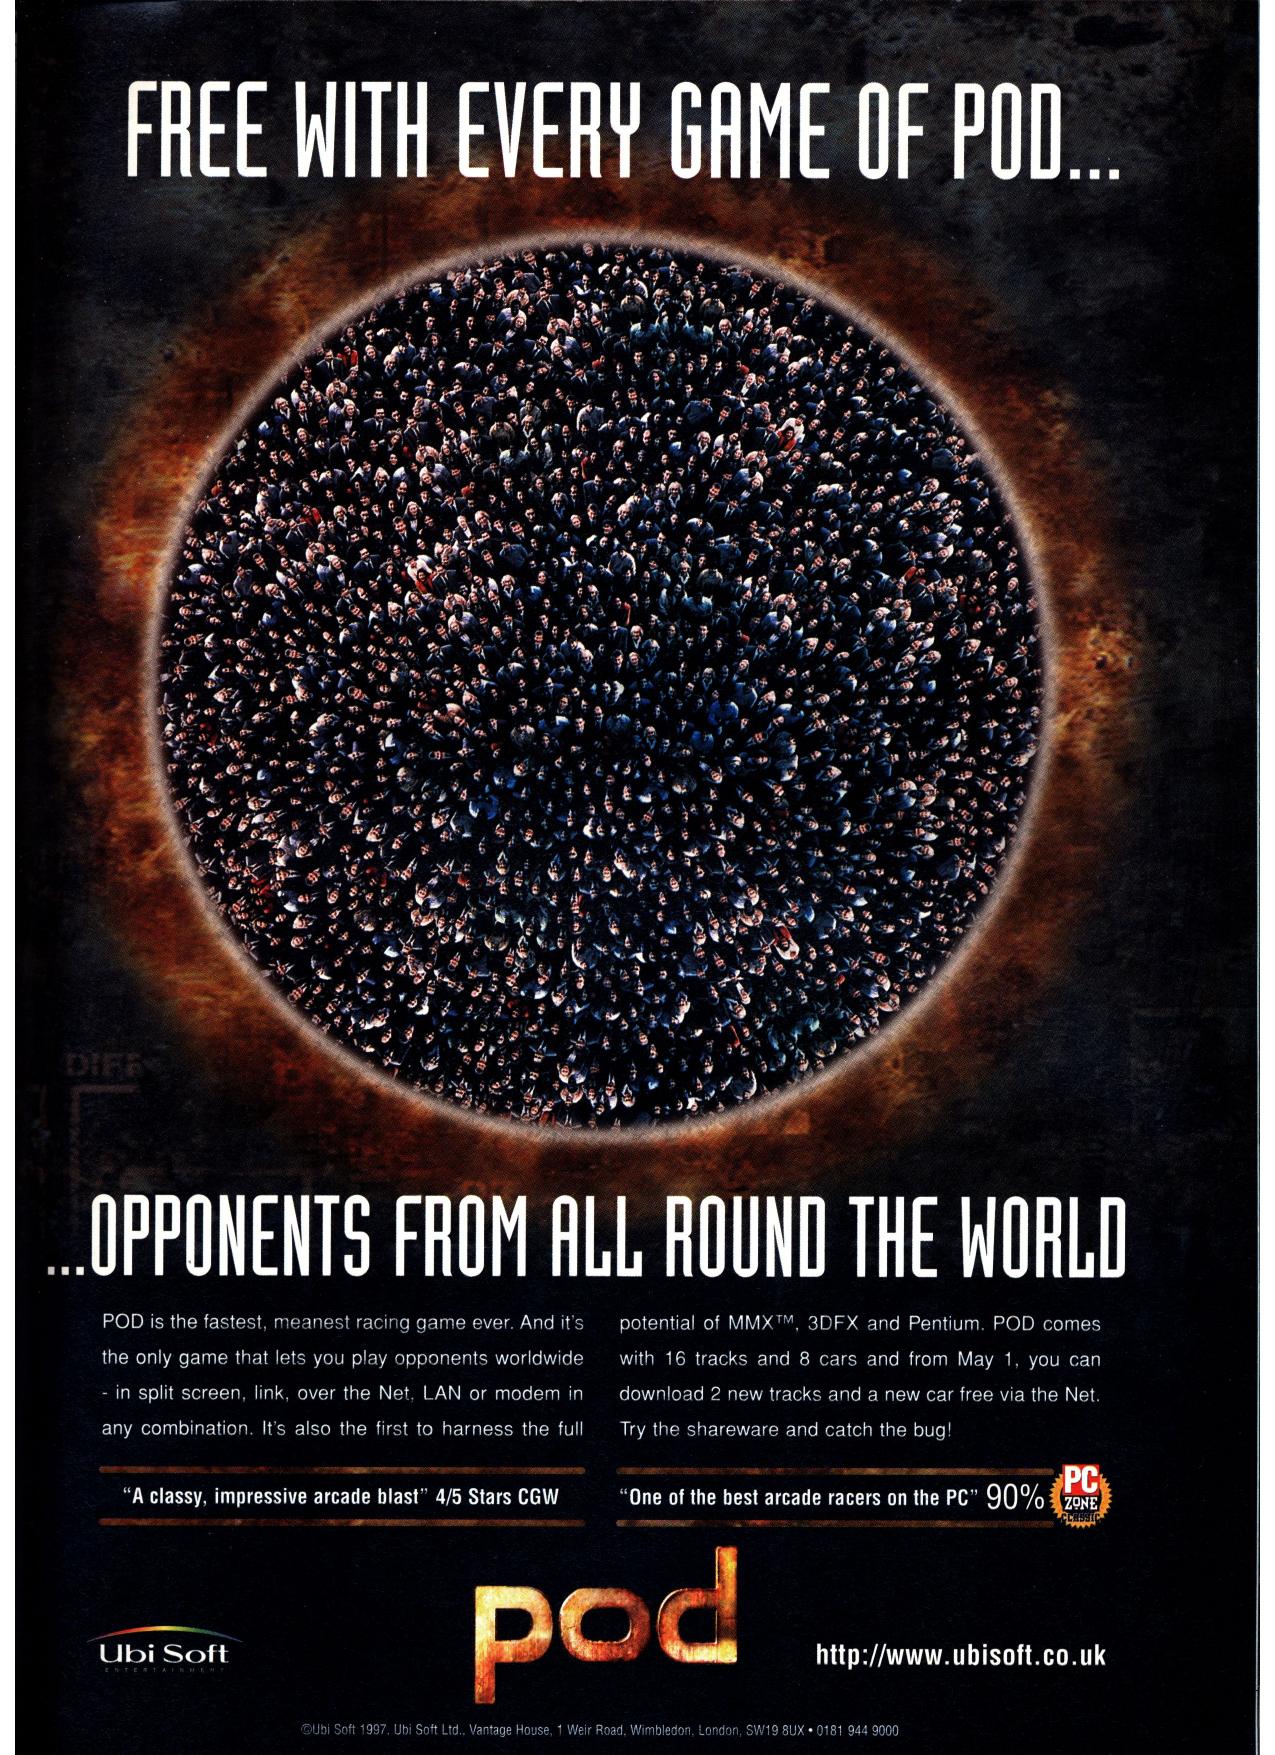 FREE WITH EVERY GAME OF POD...
...OPPONENTS FROM ALL ROUND THE WORLD
POD is the fastest, meanest racing game ever. And it's
the only game that lets you play opponents worldwide
- in split screen, link, over the Net, LAN or modem in
any combination. It's also the first to harness the full
potential of MMX™, 3DFX and Pentium. POD comes
with 16 tracks and 8 cars and from May 1, you can
download 2 new tracks and a new car free via the Net.
Try the shareware and catch the bug!
“A classy, impressive arcade blast” 4/5 Stars CGW
“One of the best arcade racers on the PC” 90%
PC
ZONE
CLASSIC
pod
Ubi Soft
ENTERTAINMENT
http://www.ubisoft.co.uk
©Ubi Soft 1997. Ubi Soft Ltd., Vantage House, 1 Weir Road, Wimbledon, London, SW19 8UX • 0181 944 9000